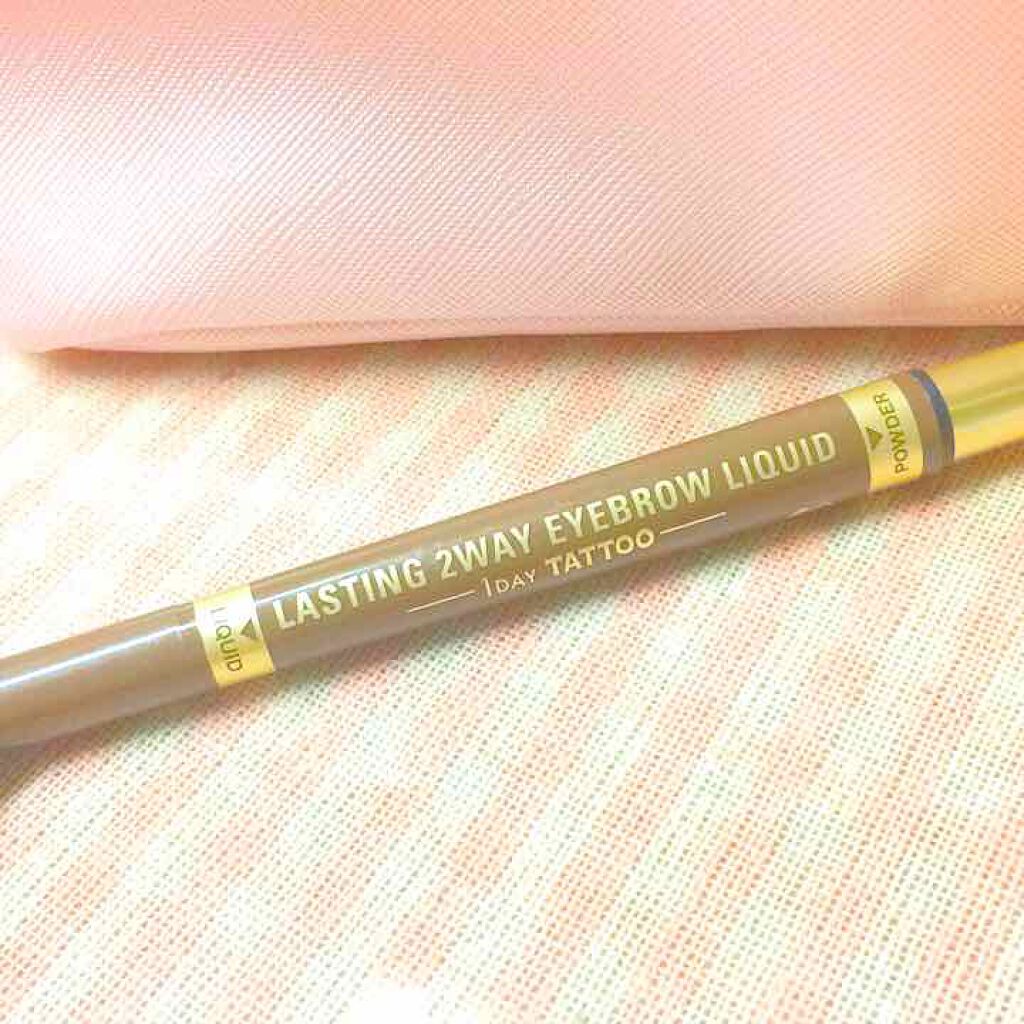 LIQUID
LASTING 2WAY EYEBROW LIQUID
1DAY TATTOO
POWDER